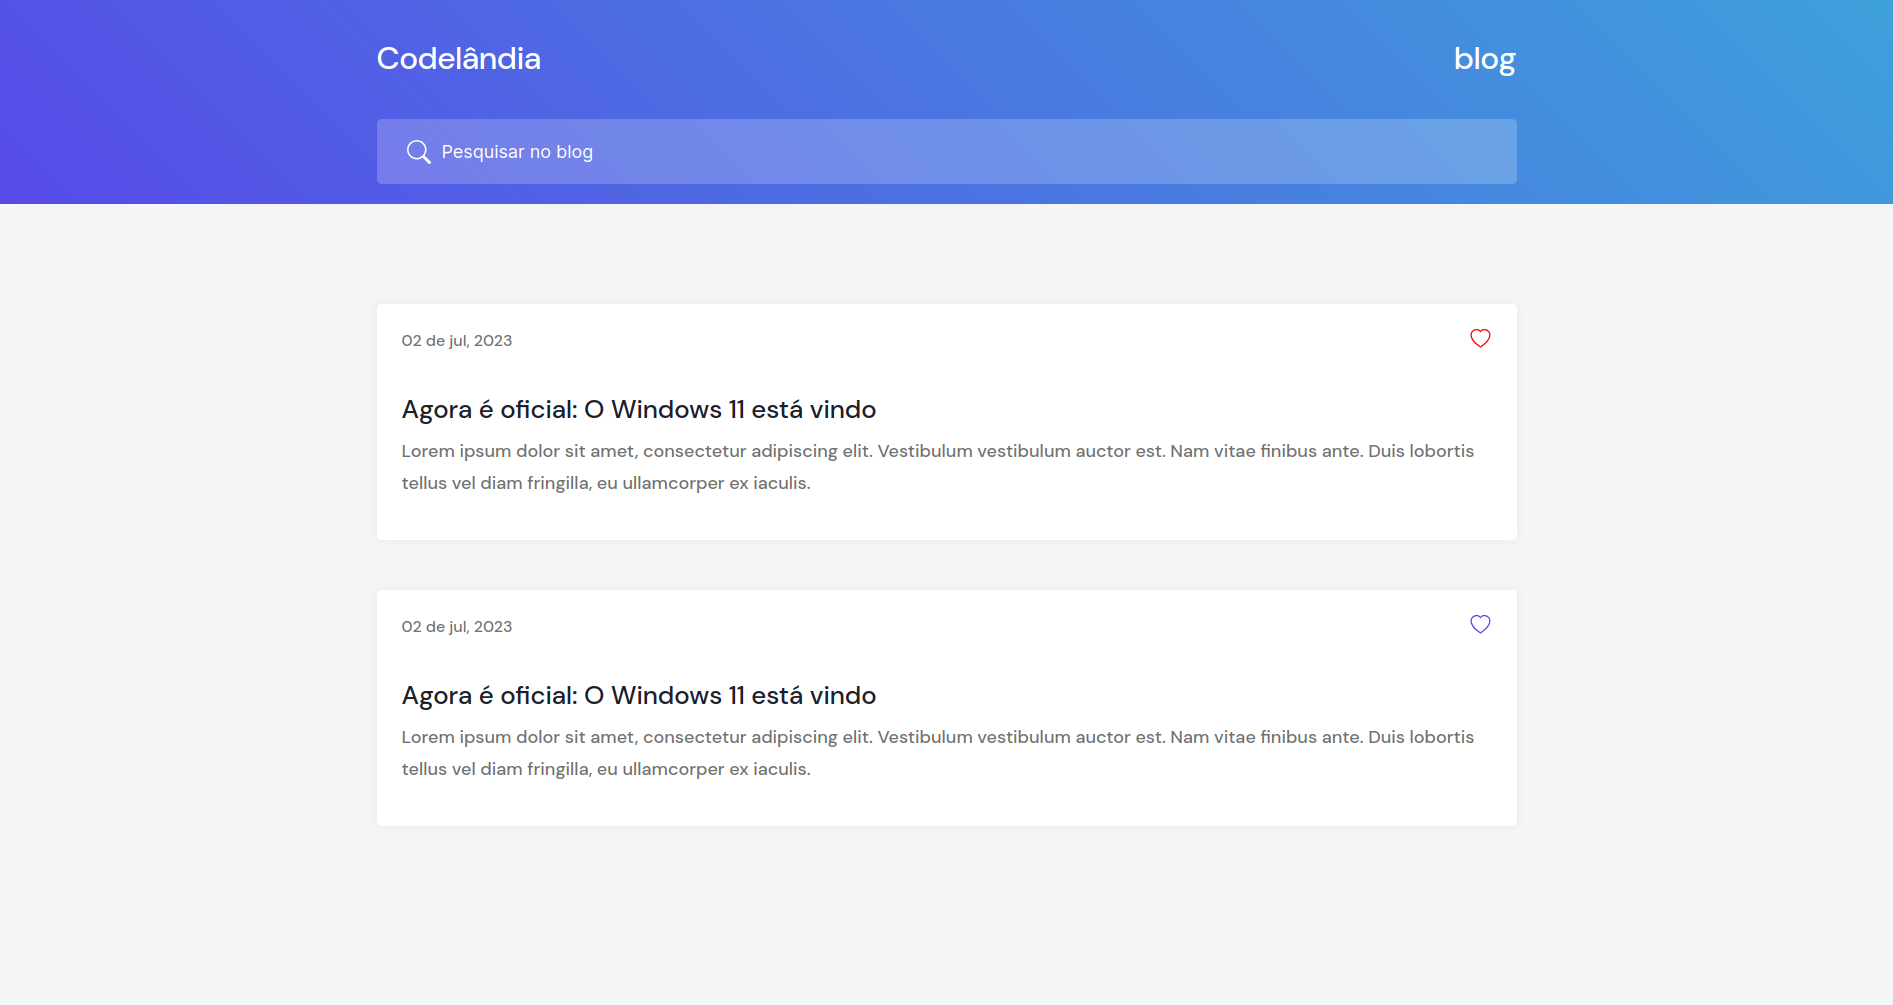 Codelândia
blog
Pesquisar no blog
02 de jul, 2023
Agora é oficial: O Windows 11 está vindo
Lorem ipsum dolor sit amet, consectetur adipiscing elit. Vestibulum vestibulum auctor est. Nam vitae finibus ante. Duis lobortis
tellus vel diam fringilla, eu ullamcorper ex iaculis.
02 de jul, 2023
Agora é oficial: O Windows 11 está vindo
Lorem ipsum dolor sit amet, consectetur adipiscing elit. Vestibulum vestibulum auctor est. Nam vitae finibus ante. Duis lobortis
tellus vel diam fringilla, eu ullamcorper ex iaculis.